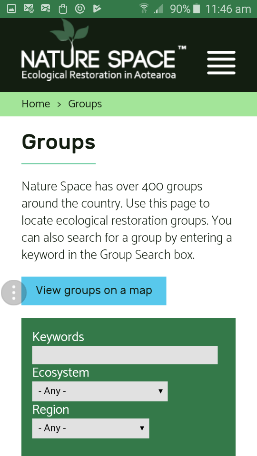 90% 11:46 am
NATURE SPACE™
Ecological Restoration in Aotearoa
Home > Groups
Groups
Nature Space has over 400 groups
around the country. Use this page to
locate ecological restoration groups. You
can also search for a group by entering a
keyword in the Group Search box.
View groups on a map
Keywords
Ecosystem
- Any -
Region
- Any -